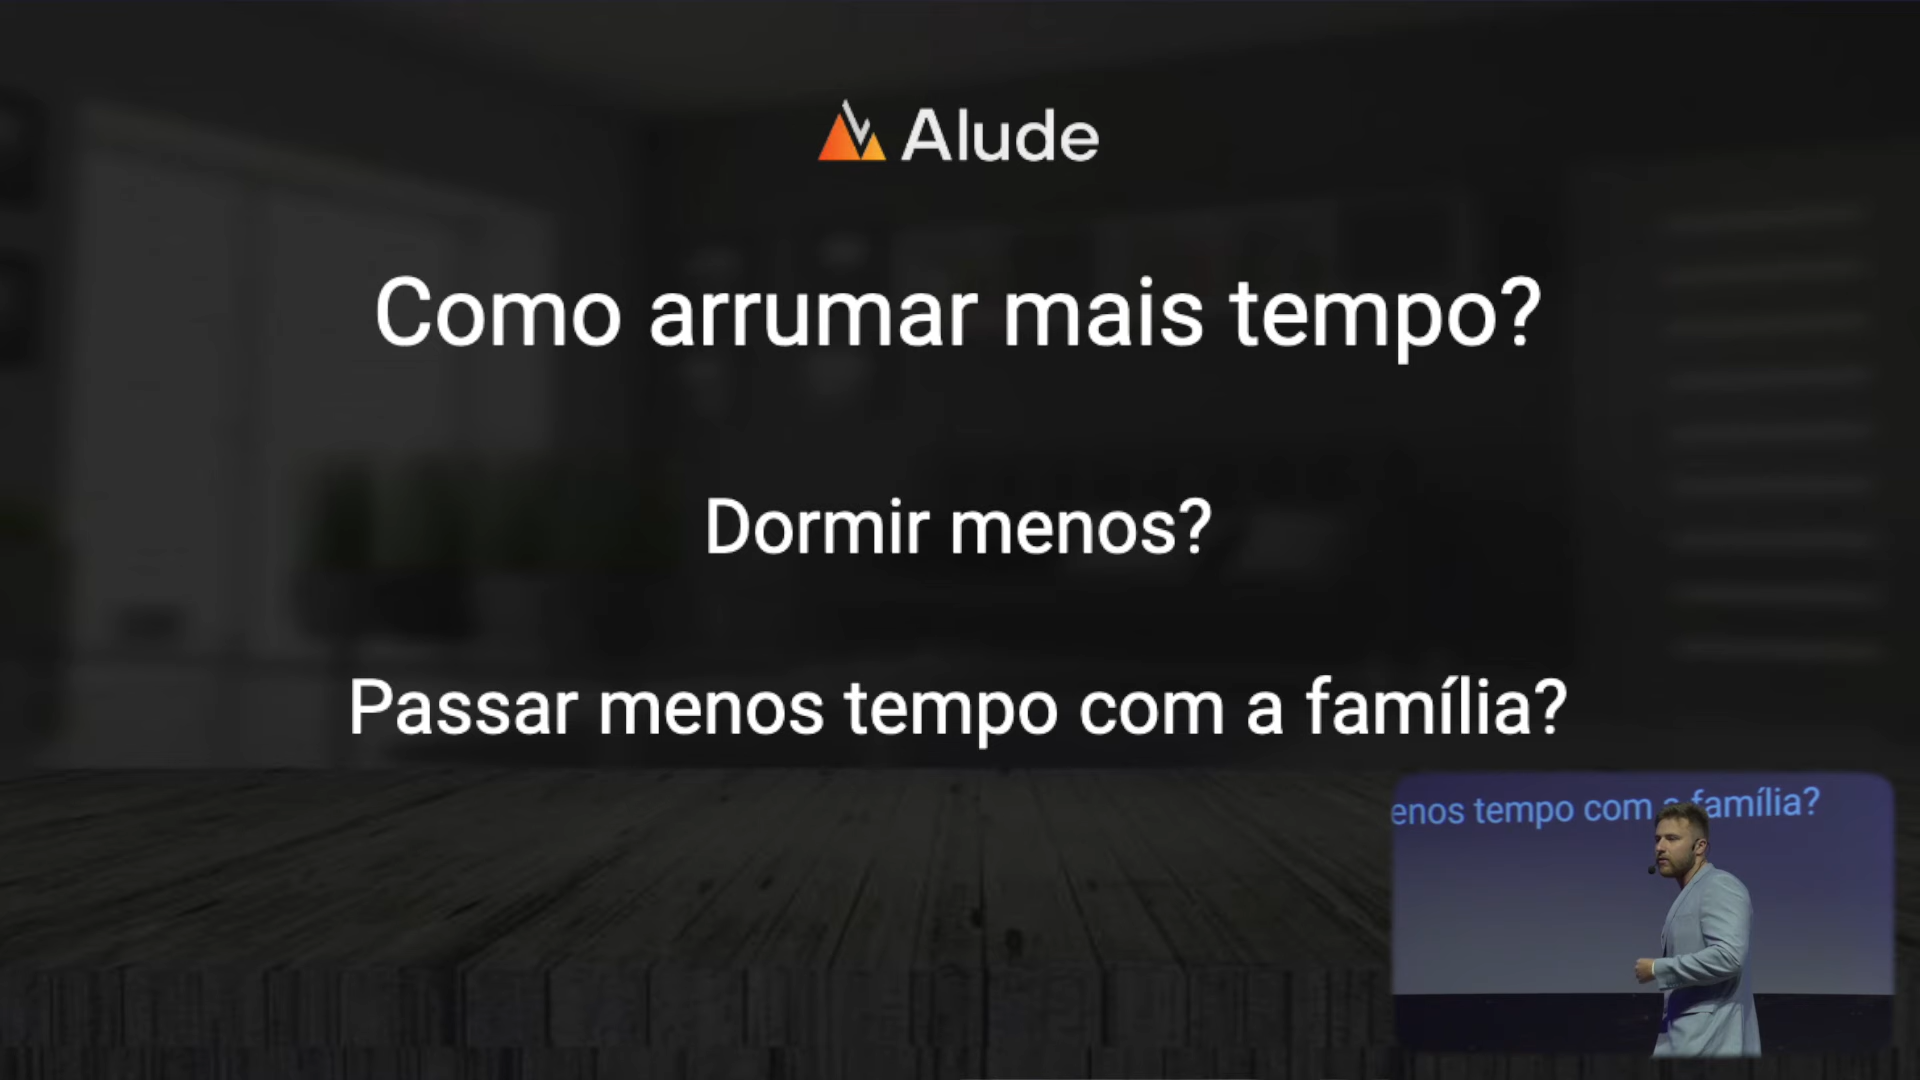 Alude
Como arrumar mais tempo?
Dormir menos?
Passar menos tempo com a família?
enos tempo com a família?